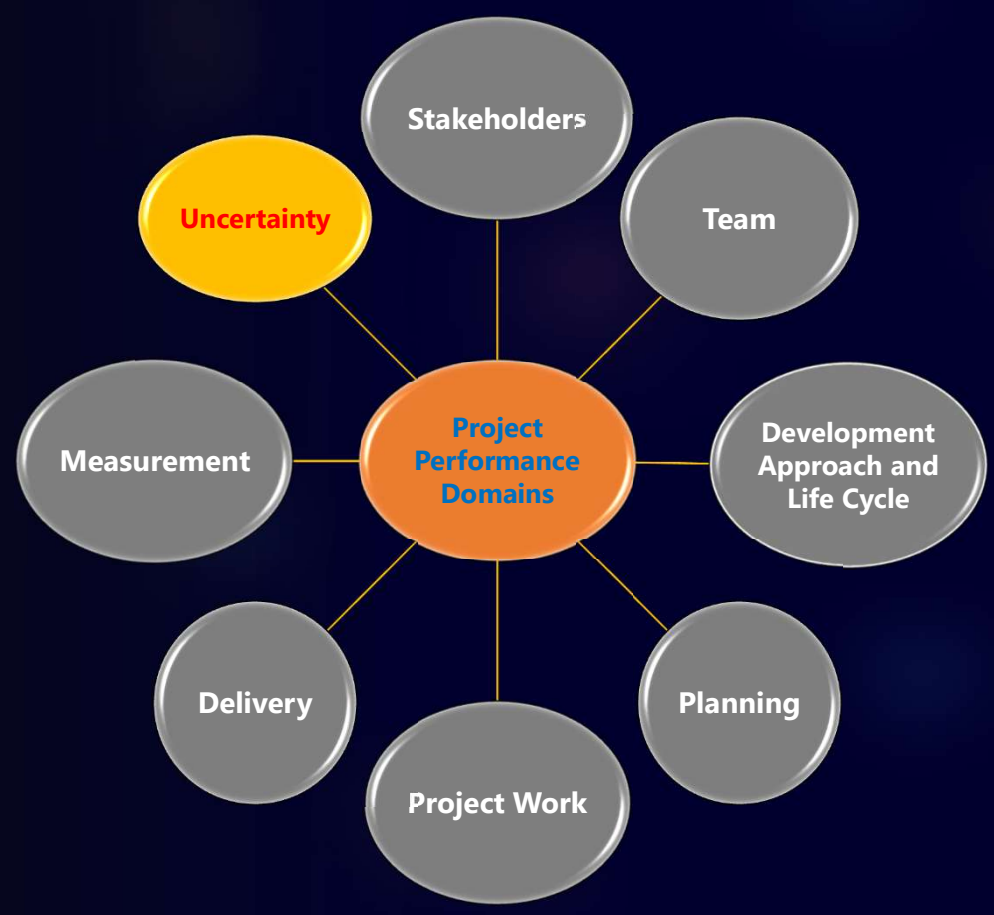 Stakeholders
Uncertainty
Team
Project
Performance
Domains
Measurement
Development
Approach and
Life Cycle
Delivery
Planning
Project Work